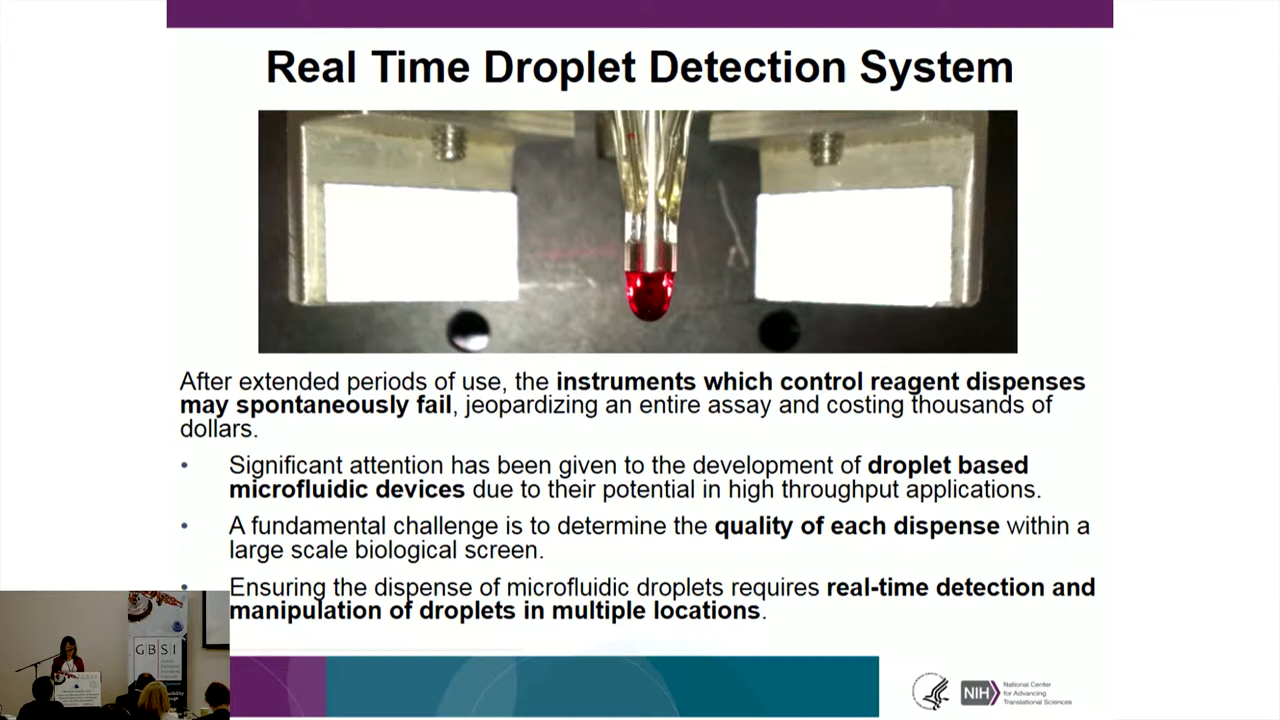 Real Time Droplet Detection System
After extended periods of use, the instruments which control reagent dispenses
may spontaneously fail, jeopardizing an entire assay and costing thousands of
dollars.
• Significant attention has been given to the development of droplet based
microfluidic devices due to their potential in high throughput applications.
• A fundamental challenge is to determine the quality of each dispense within a
large scale biological screen.
• Ensuring the dispense of microfluidic droplets requires real-time detection and
manipulation of droplets in multiple locations.
GBSI
NIH
National Center
for Advancing
Translational Sciences